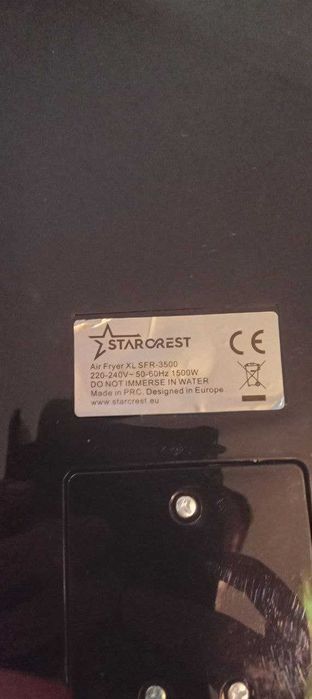 STARCREST
Air Fryer XL SFR-3500
220-240V~ 50-60Hz 1500W
DO NOT IMMERSE IN WATER
Made in PRC. Designed in Europe
www.starcrest.eu
CE